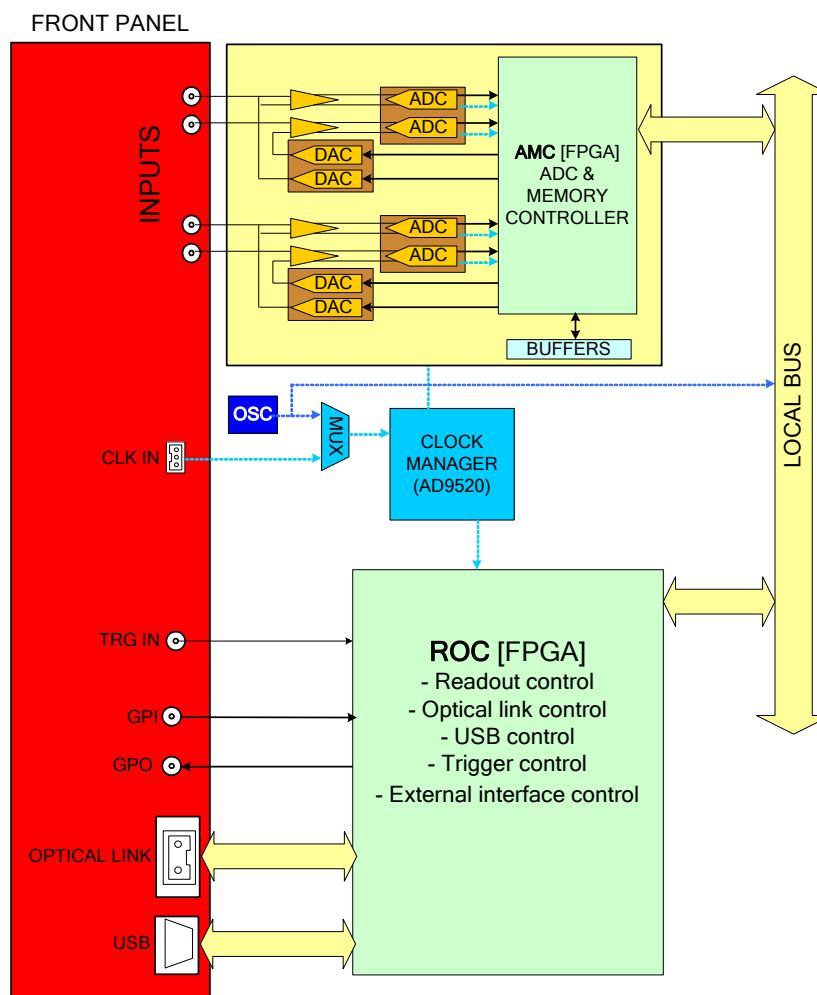 FRONT PANEL
INPUTS
ADC
ADC
DAC
DAC
ADC
ADC
DAC
DAC
AMC [FPGA]
ADC &
MEMORY
CONTROLLER
BUFFERS
LOCAL BUS
OSC
MUX
CLK IN
CLOCK
MANAGER
(AD9520)
TRG IN
GPI
GPO
OPTICAL LINK
USB
ROC [FPGA]
- Readout control
- Optical link control
- USB control
- Trigger control
- External interface control